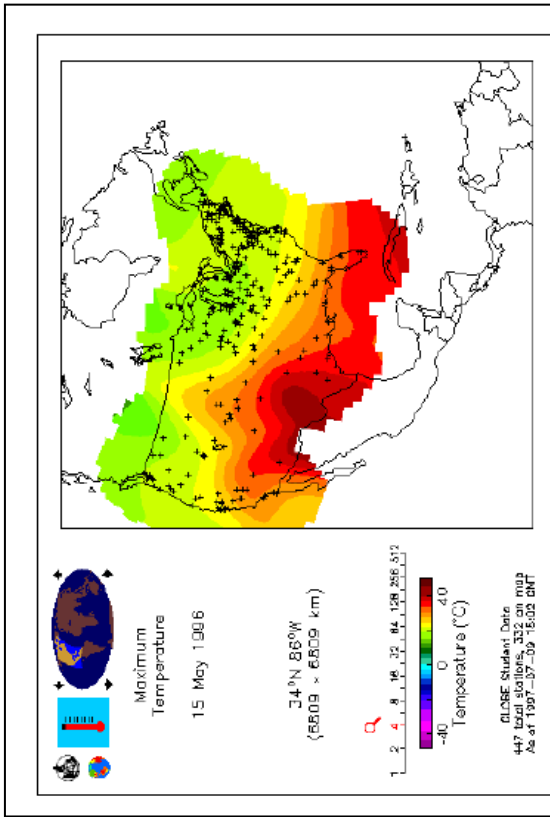 Maximum
Temperature
15 May 1996
34°N 86°W
(6809 × 6809 km)
1 2 4 8 16 32 64 128 256 512
-40 0 40
Temperature (°C)
GLOBE Student Data
447 total stations, 332 on map
As of 1997-07-09 18:02 GMT